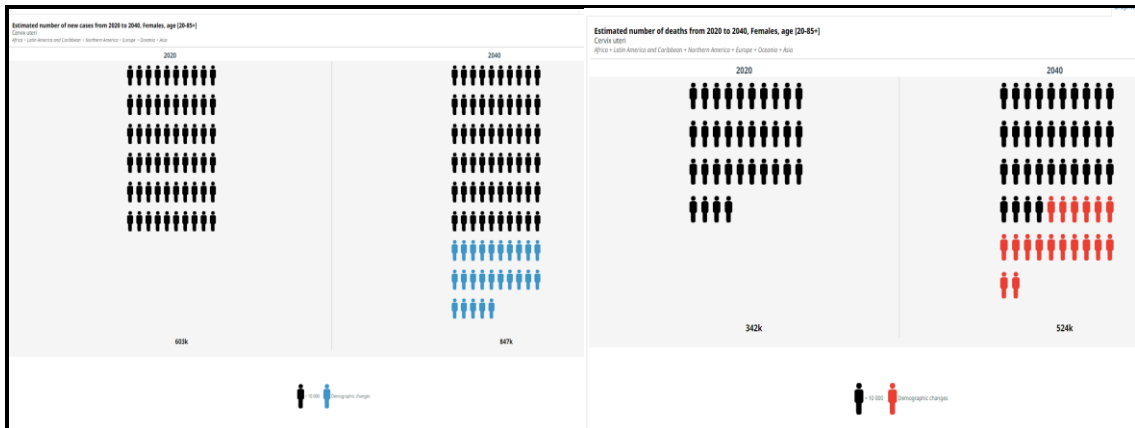 Estimated number of new cases from 2020 to 2040, Females, age [20-85+]
Cervix uteri
Africa + Latin America and Caribbean + Northern America + Europe + Oceania + Asia
2020
2040
603k
847k
= 10 000
Demographic changes
Estimated number of deaths from 2020 to 2040, Females, age [20-85+]
Cervix uteri
Africa + Latin America and Caribbean + Northern America + Europe + Oceania + Asia
2020
2040
342k
524k
= 10 000
Demographic changes